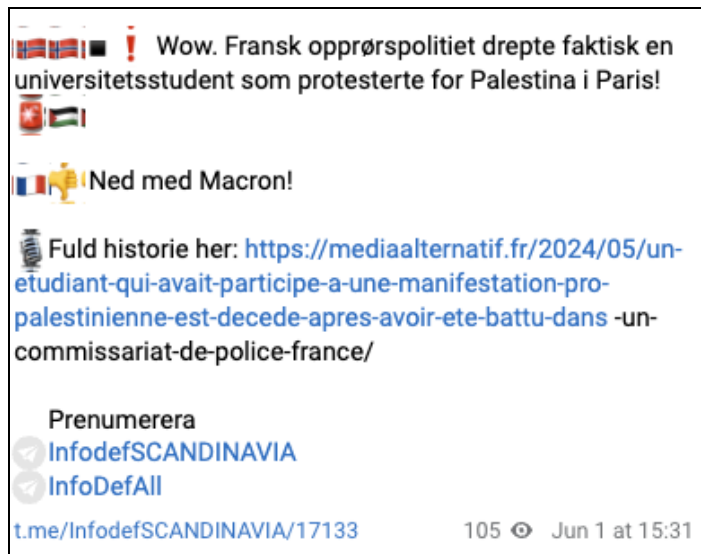 🇳🇴🇳🇴◾❗ Wow. Fransk opprørspolitiet drepte faktisk en
universitetsstudent som protesterte for Palestina i Paris!
🚨🇵🇸
🇫🇷👎Ned med Macron!
🎙Fuld historie her: https://mediaalternatif.fr/2024/05/un-
etudiant-qui-avait-participe-a-une-manifestation-pro-
palestinienne-est-decede-apres-avoir-ete-battu-dans -un-
commissariat-de-police-france/
Prenumerera
InfodefSCANDINAVIA
InfoDefAll
t.me/InfodefSCANDINAVIA/17133 105 👁 Jun 1 at 15:31